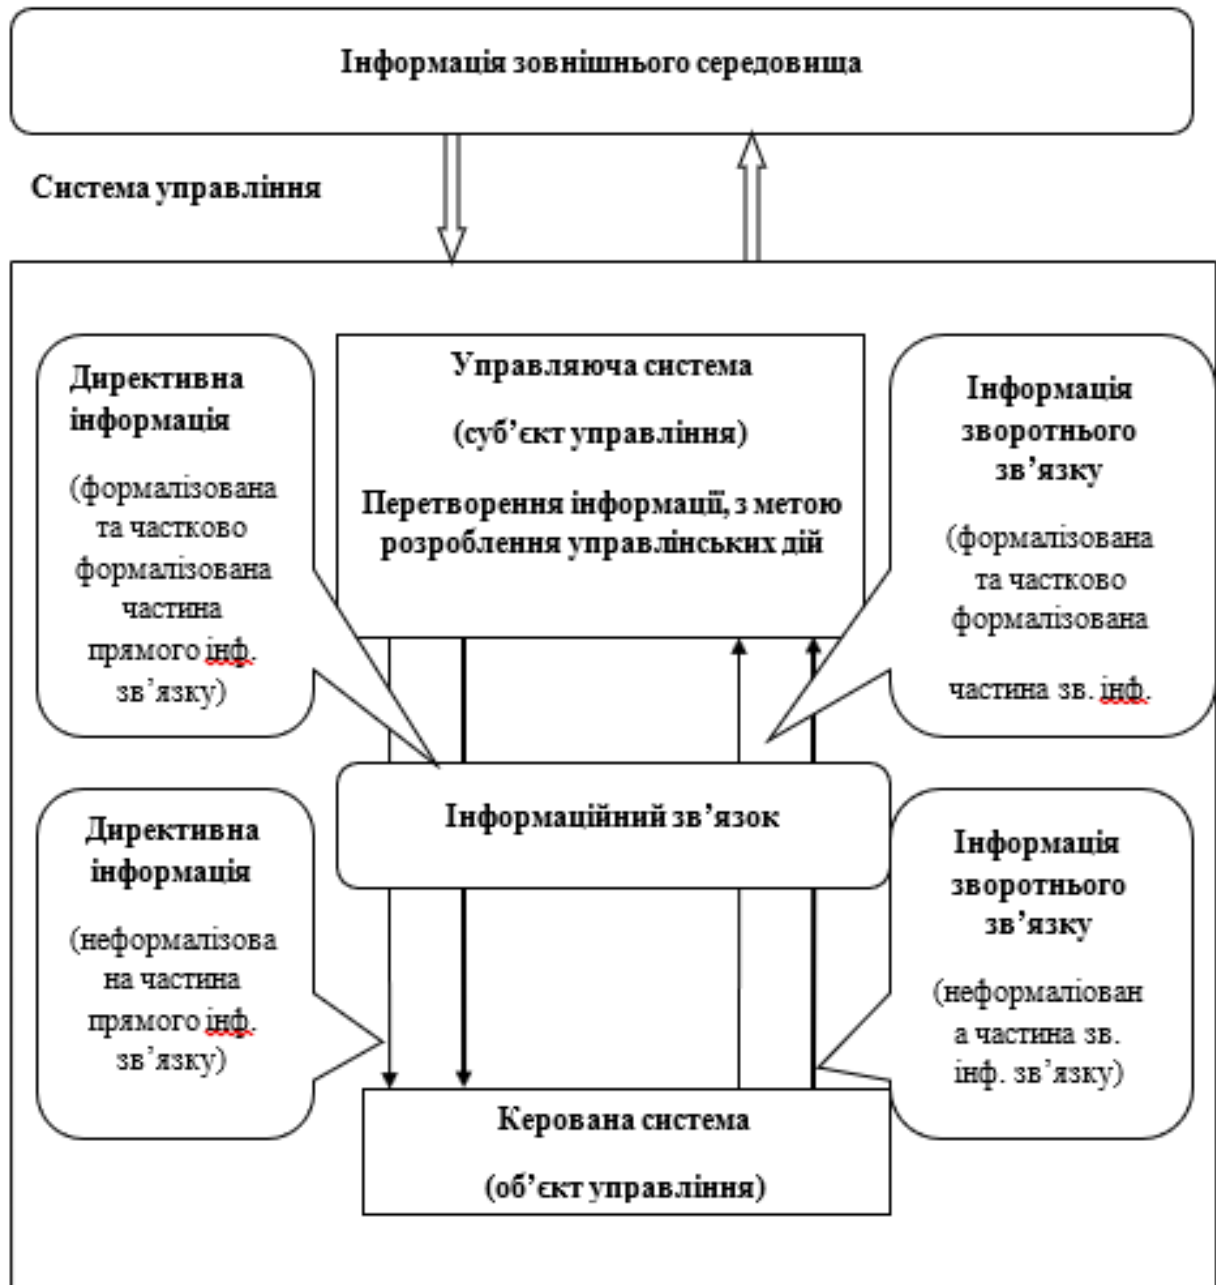 Інформація зовнішнього середовища
Система управління
Директивна
інформація
(формалізована
та частково
формалізована
частина
прямого інф.
зв’язку)
Управляюча система
(суб’єкт управління)
Перетворення інформації, з метою
розроблення управлінських дій
Інформація
зворотнього
зв’язку
(формалізована
та частково
формалізована
частина зв. інф.
Інформаційний зв’язок
Директивна
інформація
(неформалізова
на частина
прямого інф.
зв’язку)
Інформація
зворотнього
зв’язку
(неформаліован
а частина зв.
інф. зв’язку)
Керована система
(об’єкт управління)